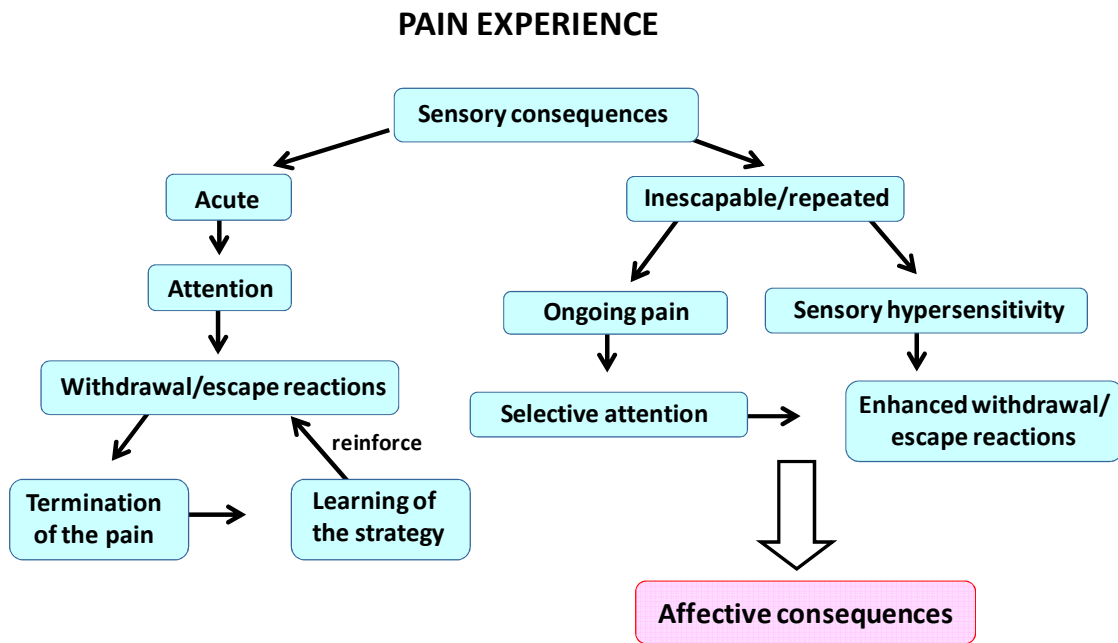 PAIN EXPERIENCE
Sensory consequences
Acute
Inescapable/repeated
Attention
Ongoing pain
Sensory hypersensitivity
Withdrawal/escape reactions
Selective attention
Enhanced withdrawal/
escape reactions
reinforce
Termination
of the pain
Learning of
the strategy
Affective consequences